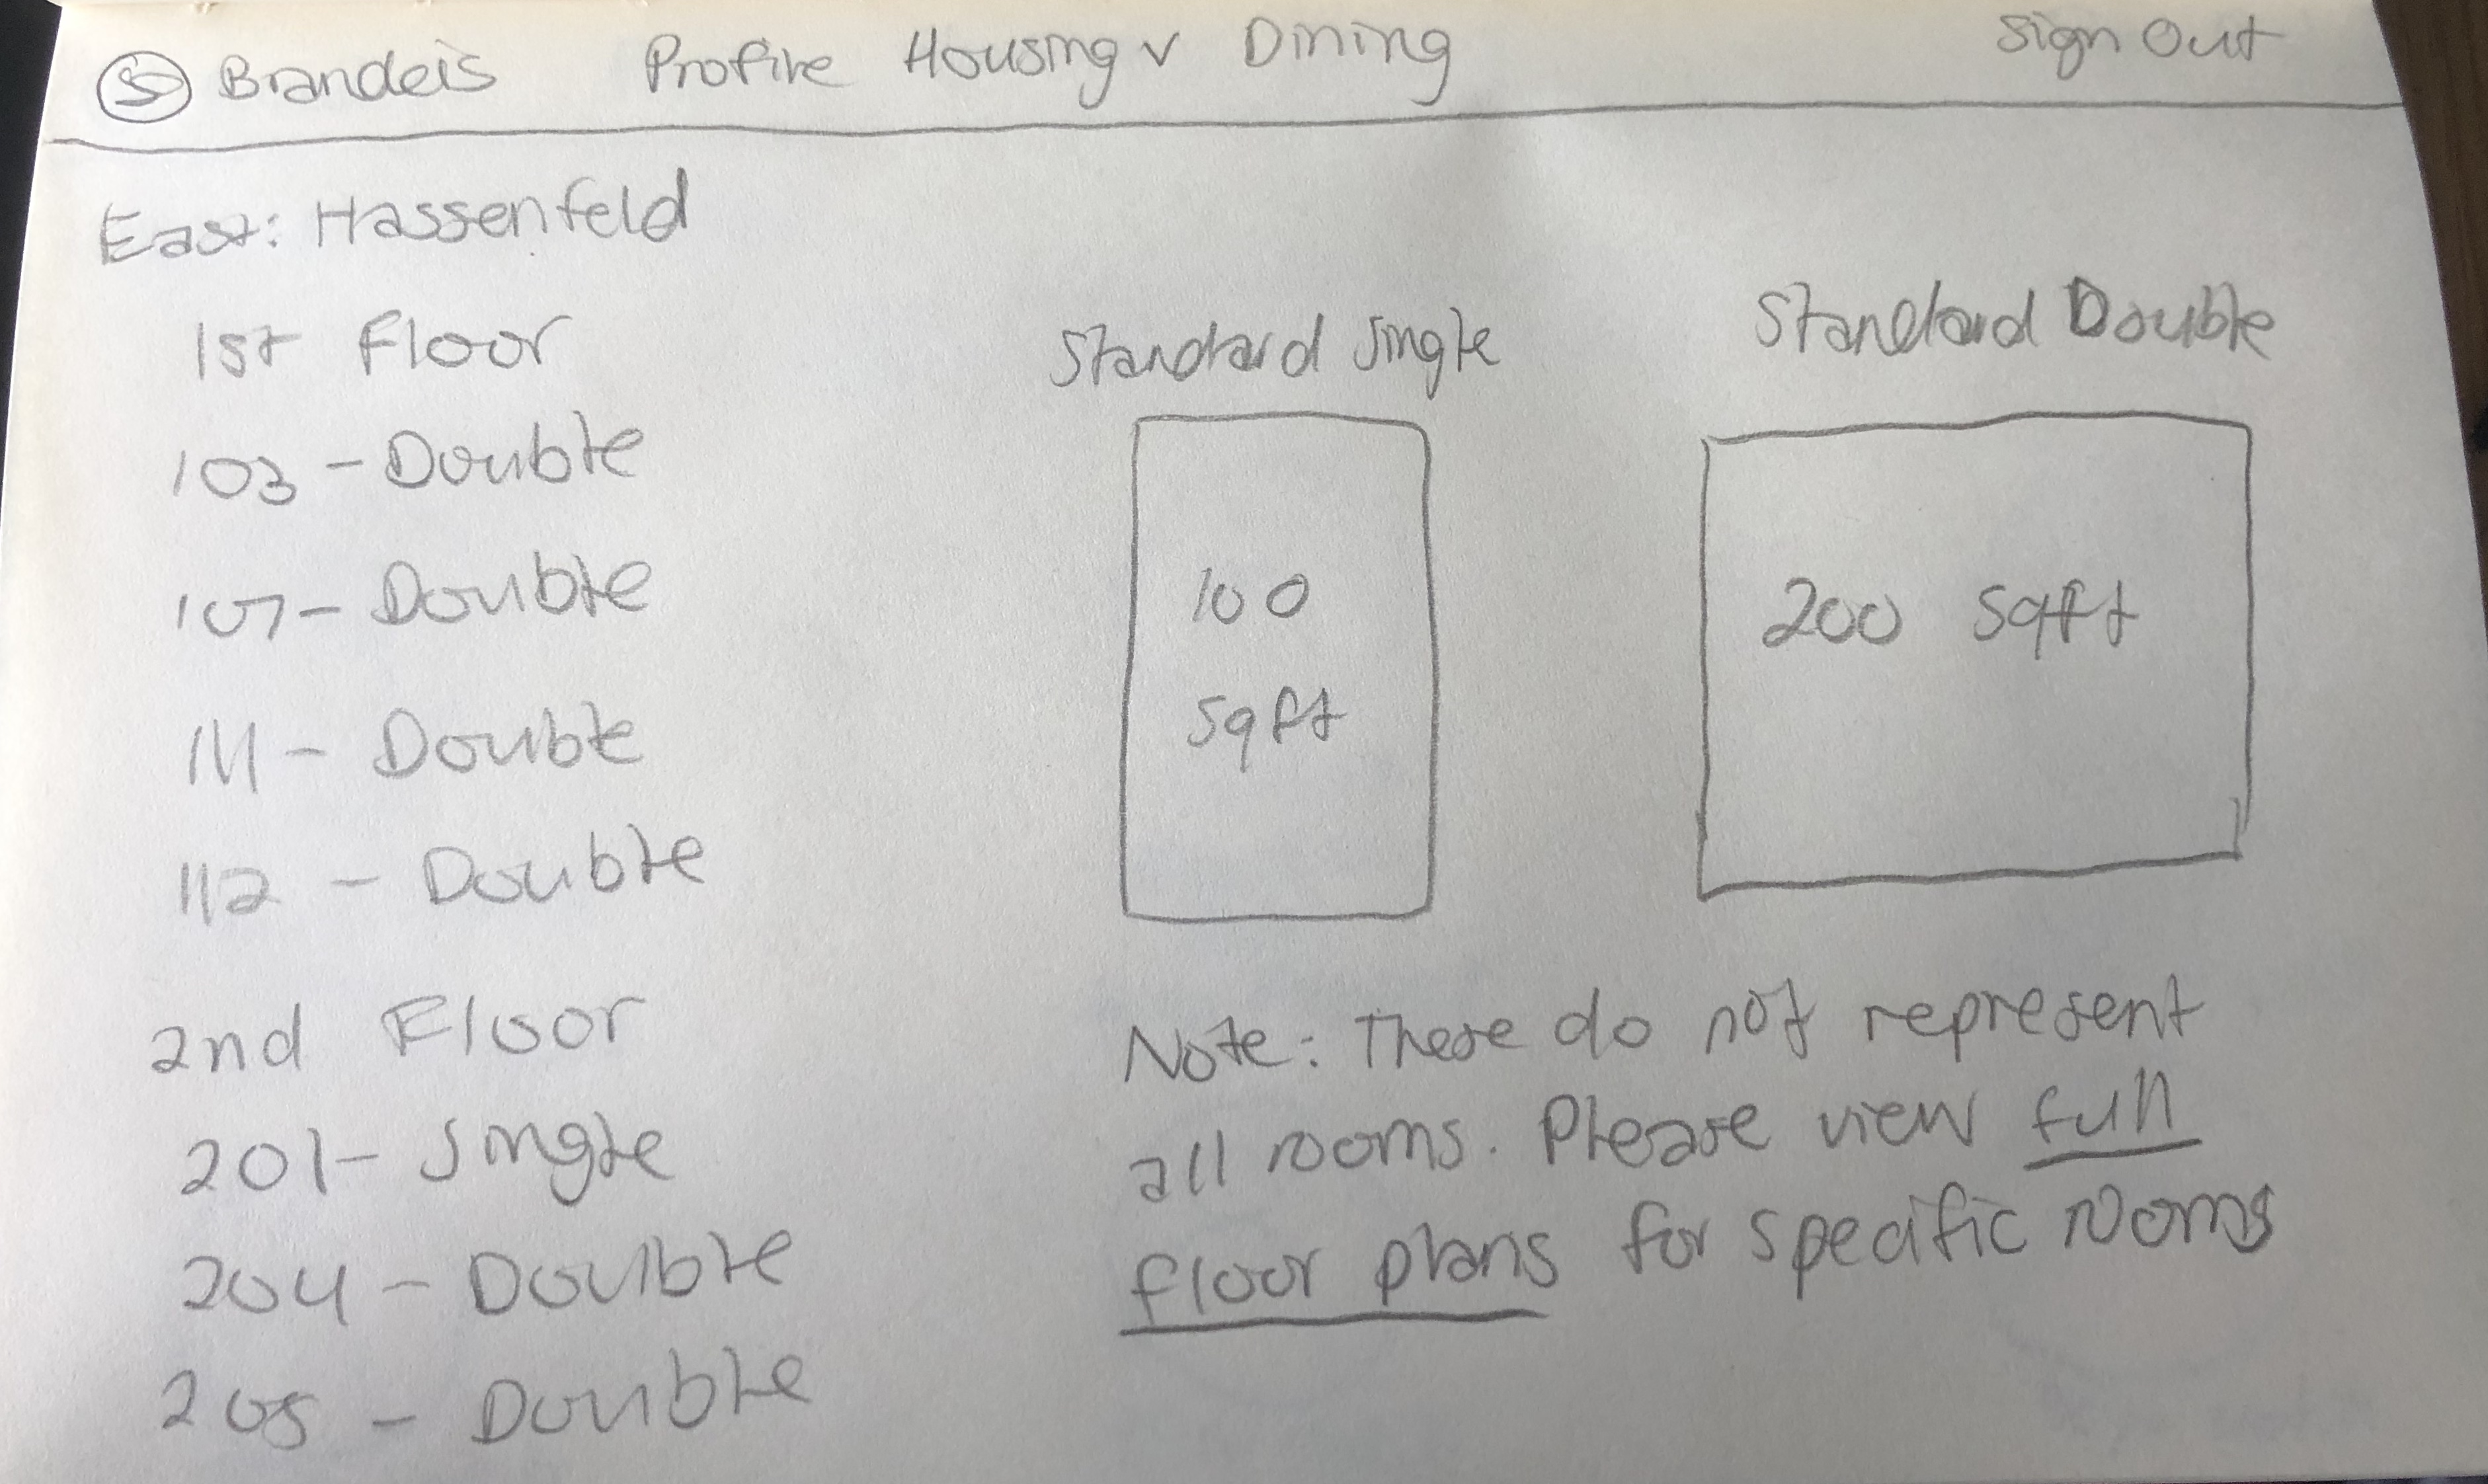 Brandeis Profile Housing v Dining Sign Out
East: Hassenfeld
1st Floor
103 - Double
107 - Double
111 - Double
112 - Double
2nd Floor
201 - Single
204 - Double
205 - Double
Standard Single
100
sqft
Standard Double
200 sqft
Note: These do not represent
all rooms. Please view full
floor plans for specific rooms